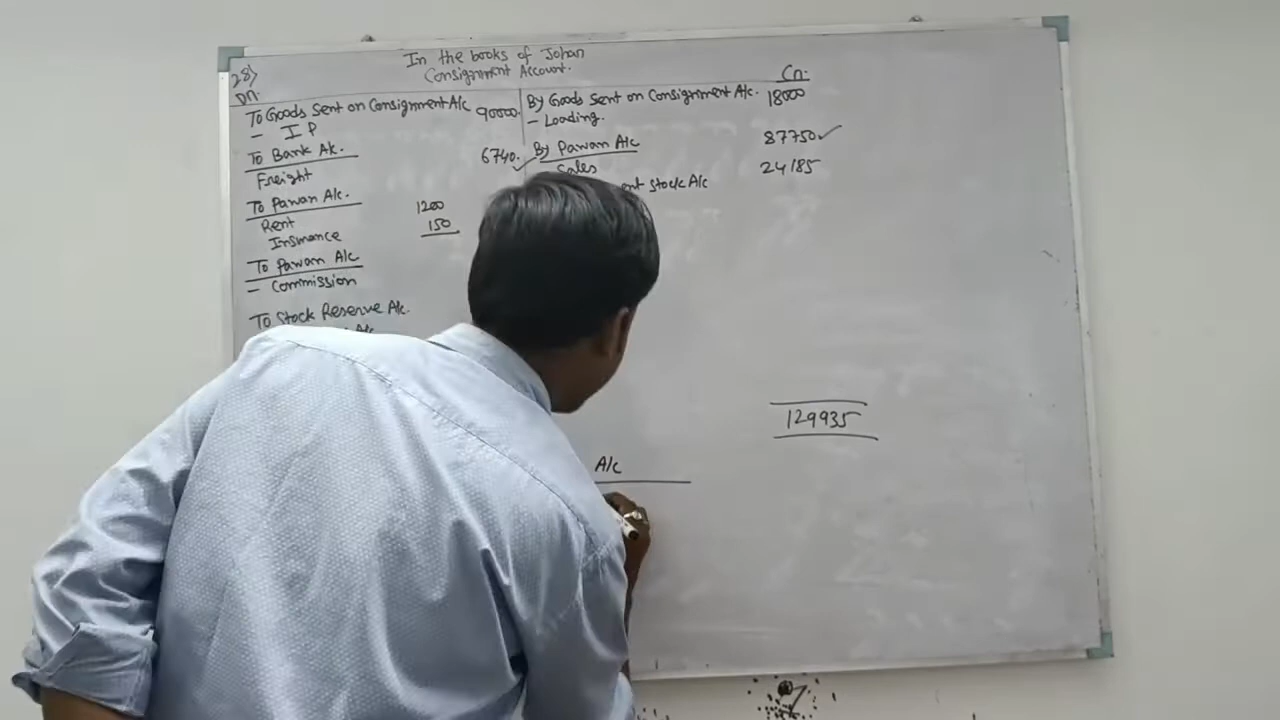 In the books of Johan
Consignment Account.
28)
Dr.
Cr.
To Goods Sent on Consignment A/c 90000.
- I P
To Bank A/c. 6740.
Freight
To Pawan A/c.
Rent 1200
Insurance 150
To Pawan A/c
- Commission
To Stock Reserve A/c.
A/c
By Goods Sent on Consignment A/c. 18000
- Loading.
By Pawan A/c 87750 ✓
Sales
ent Stock A/c 24185
129935
A/c